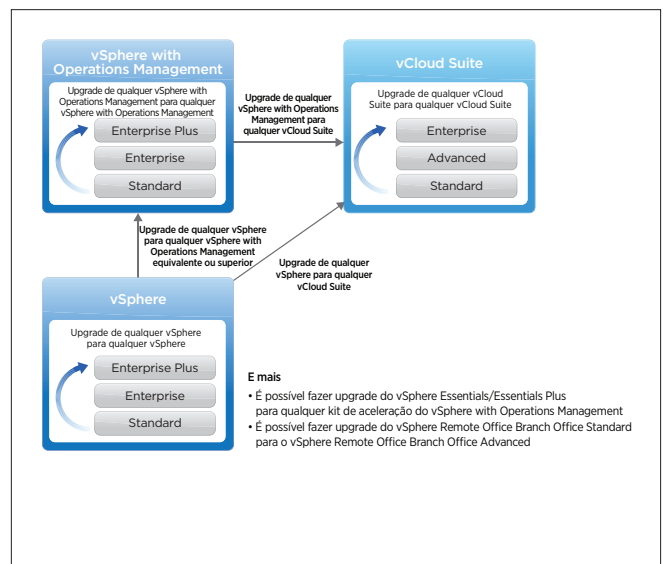 vSphere with
Operations Management
Upgrade de qualquer vSphere with
Operations Management para qualquer
vSphere with Operations Management
Enterprise Plus
Enterprise
Standard
Upgrade de qualquer
vSphere with Operations
Management para
qualquer vCloud Suite
vCloud Suite
Upgrade de qualquer vCloud
Suite para qualquer vCloud Suite
Enterprise
Advanced
Standard
Upgrade de qualquer vSphere
para qualquer vSphere with
Operations Management
equivalente ou superior
Upgrade de qualquer
vSphere para qualquer
vCloud Suite
vSphere
Upgrade de qualquer vSphere
para qualquer vSphere
Enterprise Plus
Enterprise
Standard
E mais
• É possível fazer upgrade do vSphere Essentials/Essentials Plus
para qualquer kit de aceleração do vSphere with Operations Management
• É possível fazer upgrade do vSphere Remote Office Branch Office Standard
para o vSphere Remote Office Branch Office Advanced